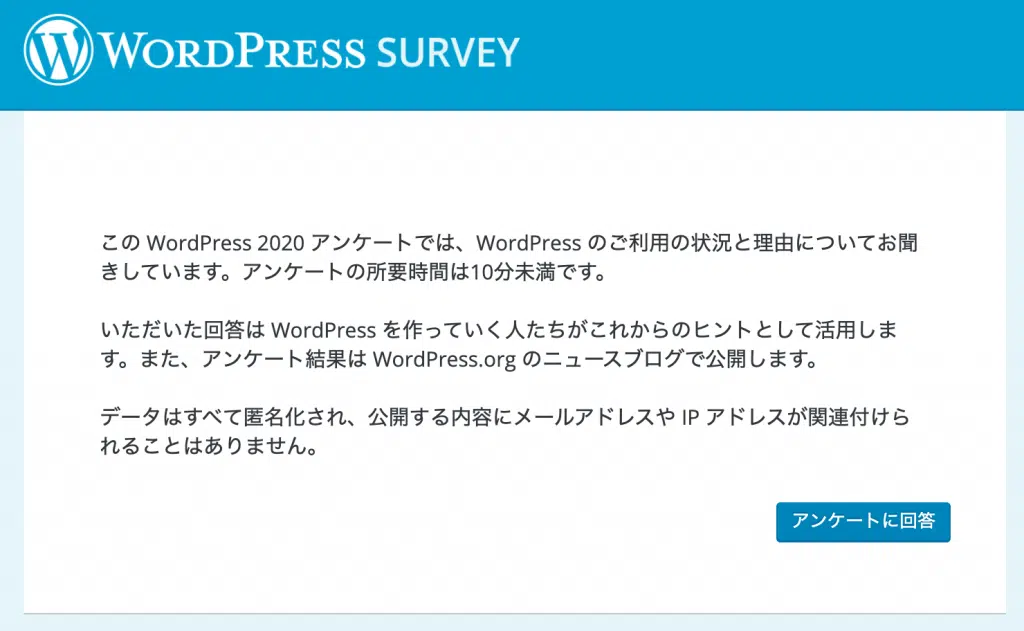 WORDPRESS SURVEY
この WordPress 2020 アンケートでは、WordPress のご利用の状況と理由についてお聞
きしています。アンケートの所要時間は10分未満です。
いただいた回答は WordPress を作っていく人たちがこれからのヒントとして活用しま
す。また、アンケート結果は WordPress.org のニュースブログで公開します。
データはすべて匿名化され、公開する内容にメールアドレスや IP アドレスが関連付けら
れることはありません。
アンケートに回答